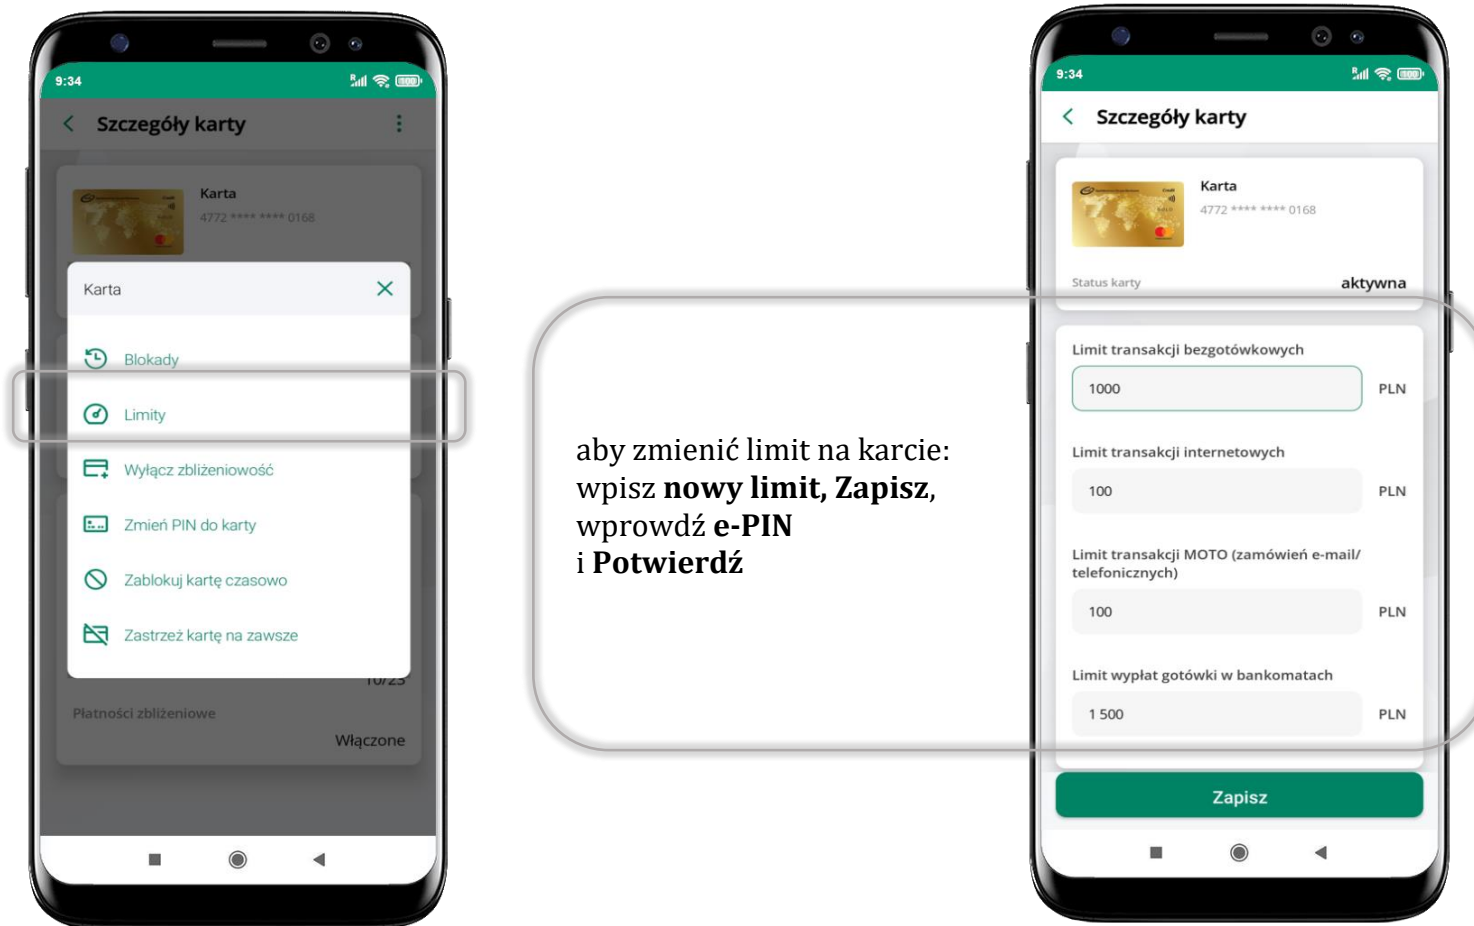 9:34
Szczegóły karty
Karta
4772 **** **** 0168
Karta
Blokady
Limity
Wyłącz zbliżeniowość
Zmień PIN do karty
Zablokuj kartę czasowo
Zastrzeż kartę na zawsze
10/23
Płatności zbliżeniowe
Włączone
aby zmienić limit na karcie:
wpisz nowy limit, Zapisz,
wprowdź e-PIN
i Potwierdź
9:34
Szczegóły karty
Karta
4772 **** **** 0168
Status karty aktywna
Limit transakcji bezgotówkowych
1000 PLN
Limit transakcji internetowych
100 PLN
Limit transakcji MOTO (zamówień e-mail/
telefonicznych)
100 PLN
Limit wypłat gotówki w bankomatach
1 500 PLN
Zapisz